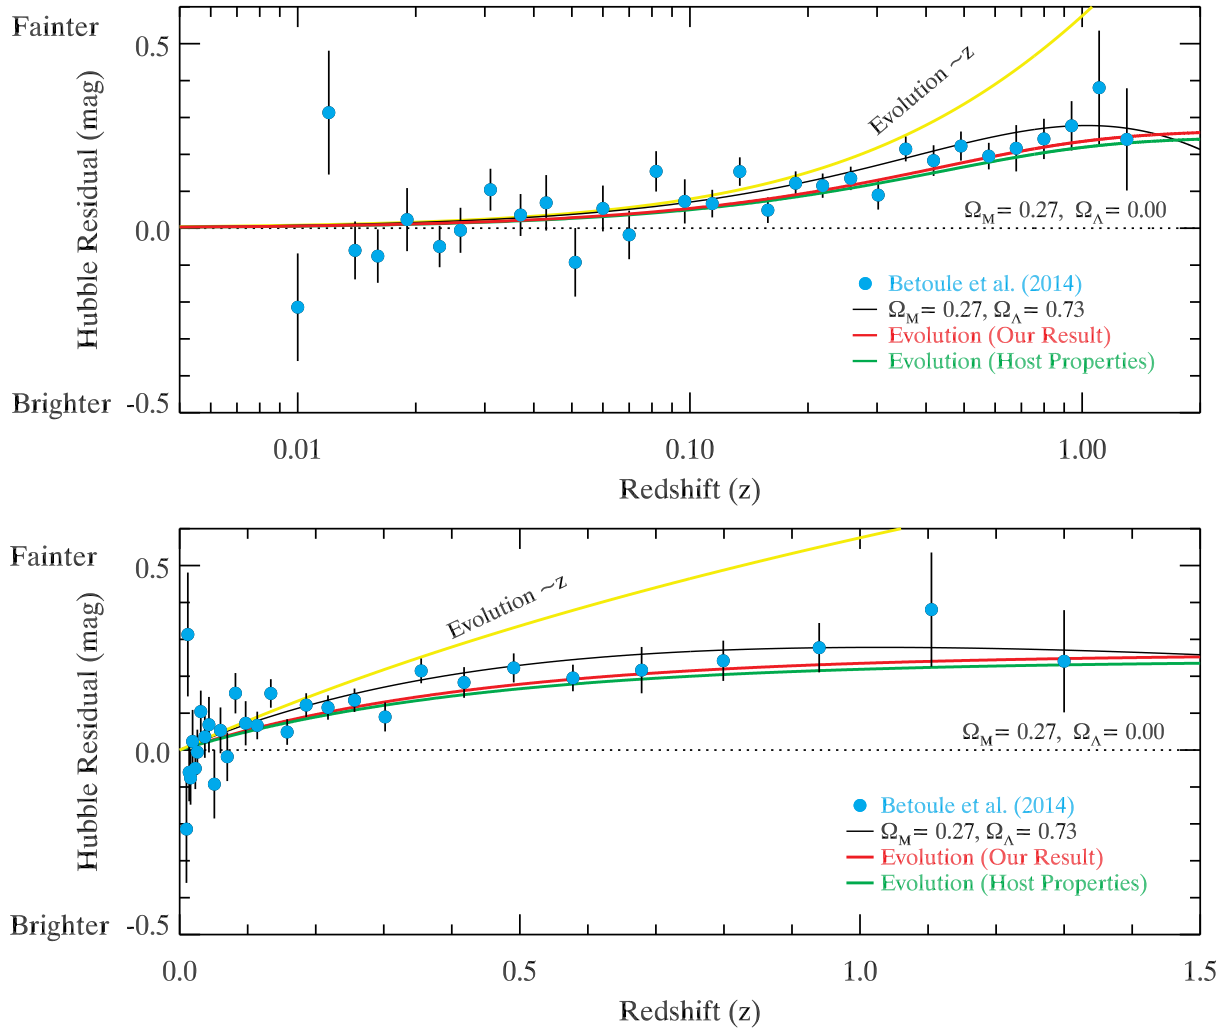 Fainter
0.5
Evolution ~z
Hubble Residual (mag)
Ω_M= 0.27, Ω_Λ= 0.00
0.0
Betoule et al. (2014)
Ω_M= 0.27, Ω_Λ= 0.73
Evolution (Our Result)
Evolution (Host Properties)
Brighter
-0.5
0.01 0.10 1.00
Redshift (z)
Fainter
0.5
Evolution ~z
Hubble Residual (mag)
Ω_M= 0.27, Ω_Λ= 0.00
0.0
Betoule et al. (2014)
Ω_M= 0.27, Ω_Λ= 0.73
Evolution (Our Result)
Evolution (Host Properties)
Brighter
-0.5
0.0 0.5 1.0 1.5
Redshift (z)